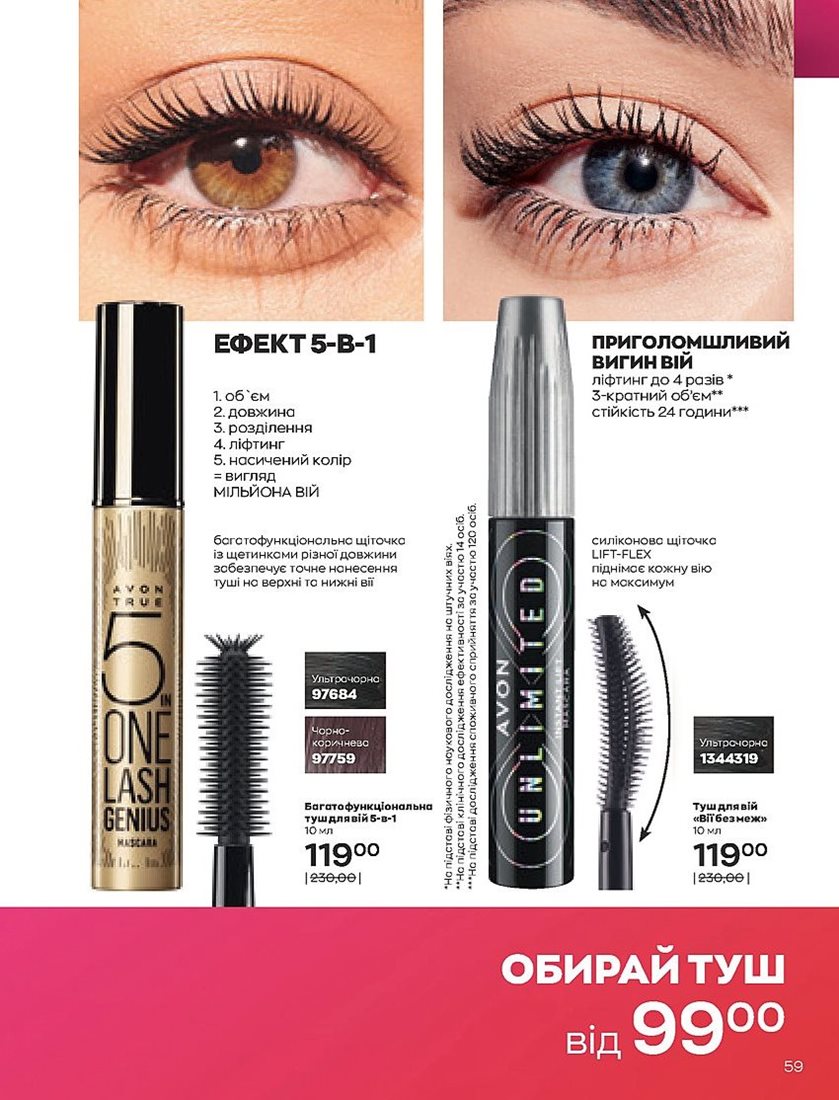 ЕФЕКТ 5-В-1
1. об`єм
2. довжина
3. розділення
4. ліфтинг
5. насичений колір
= вигляд
МІЛЬЙОНА ВІЙ
багатофункціональна щіточка
із щетинками різної довжини
забезпечує точне нанесення
туші на верхні та нижні вії
AVON
TRUE
5
IN
ONE
LASH
GENIUS
MASCARA
Ультрачорна
97684
Чорно-
коричнева
97759
Багатофункціональна
туш для вій 5-в-1
10 мл
11900
|230,00|
ПРИГОЛОМШЛИВИЙ
ВИГИН ВІЙ
ліфтинг до 4 разів *
3-кратний об'єм**
стійкість 24 години***
силіконова щіточка
LIFT-FLEX
піднімає кожну вію
на максимум
AVON
UNLIMITED
INSTANT LIFT
MASCARA
*На підставі фізичного наукового дослідження на штучних віях.
**На підставі клінічного дослідження ефективності за участю 14 осіб.
***На підставі дослідження споживчого сприйняття за участю 120 осіб.
Ультрачорна
1344319
Туш для вій
«Вії без меж»
10 мл
11900
|230,00|
ОБИРАЙ ТУШ
від 9900
59